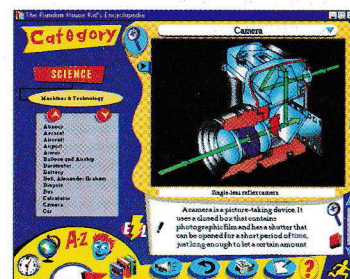 The Random House Kid's Encyclopedia
Category
SCIENCE
Machines & Technology
Abacus
Aircraft
Aircraft
Airport
Armor
Balloon and Airship
Barometer
Battery
Bell, Alexander Graham
Bicycle
Bus
Calculator
Camera
Car
A-Z
Camera
Single-lens reflex camera
A camera is a picture-taking device. It
uses a closed box that contains
photographic film and has a shutter that
can be opened for a short period of time,
just long enough to let a certain amount
!
?